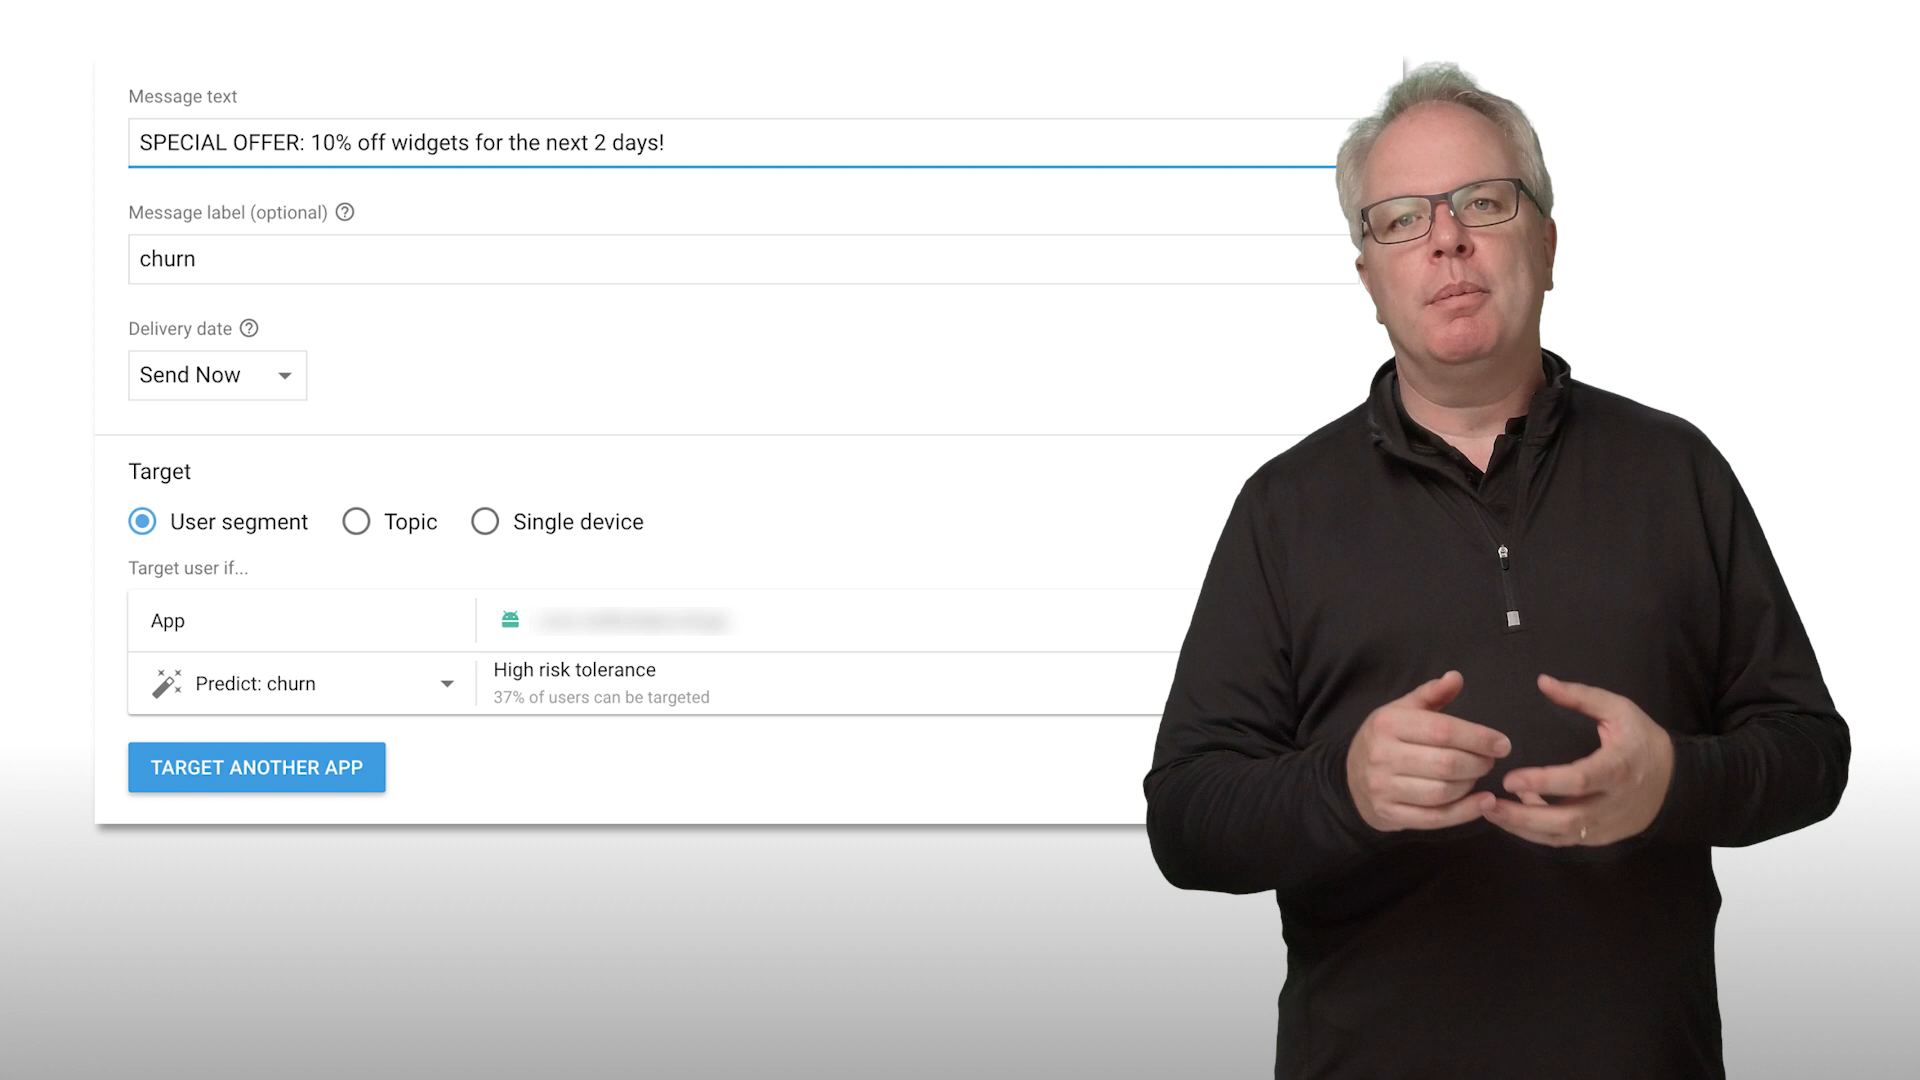 Message text
SPECIAL OFFER: 10% off widgets for the next 2 days!
Message label (optional)
churn
Delivery date
Send Now
Target
User segment Topic Single device
Target user if...
App
Predict: churn
High risk tolerance
37% of users can be targeted
TARGET ANOTHER APP